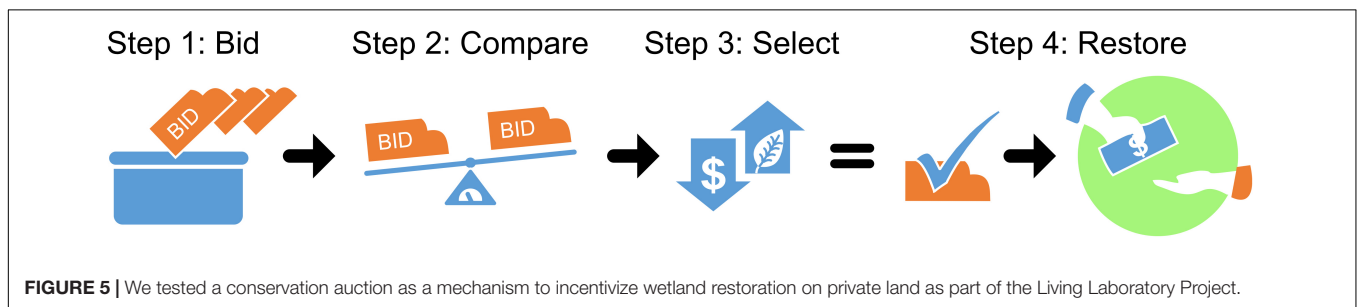 Step 1: Bid Step 2: Compare Step 3: Select Step 4: Restore
BID
BID BID
$
$
FIGURE 5 | We tested a conservation auction as a mechanism to incentivize wetland restoration on private land as part of the Living Laboratory Project.